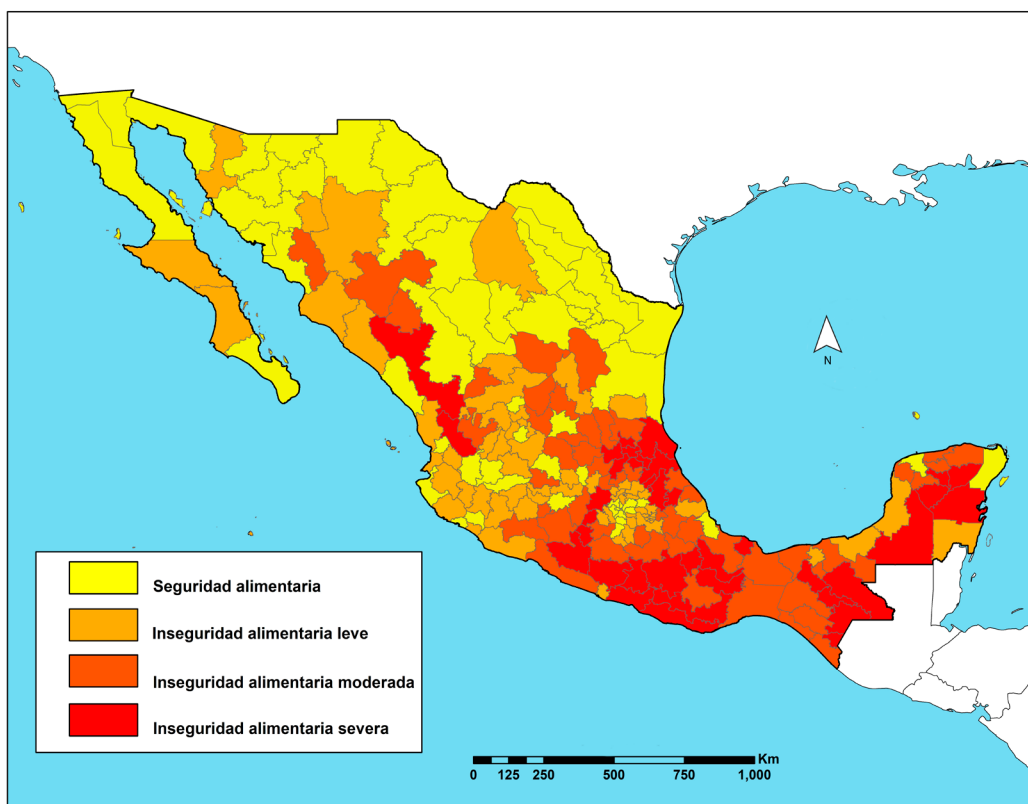 N
Seguridad alimentaria
Inseguridad alimentaria leve
Inseguridad alimentaria moderada
Inseguridad alimentaria severa
Km
0 125 250 500 750 1,000